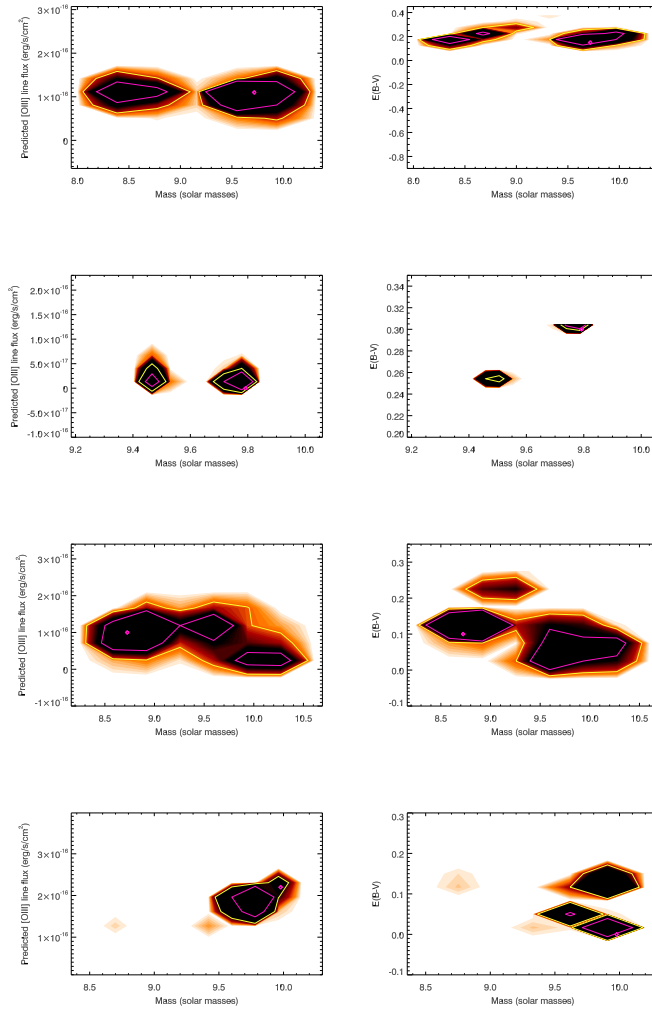 3×10⁻¹⁶
2×10⁻¹⁶
1×10⁻¹⁶
0
Predicted [OIII] line flux (erg/s/cm²)
8.0 8.5 9.0 9.5 10.0
Mass (solar masses)
0.4
0.2
0.0
-0.2
-0.4
-0.6
-0.8
E(B-V)
8.0 8.5 9.0 9.5 10.0
Mass (solar masses)
2.0×10⁻¹⁶
1.5×10⁻¹⁶
1.0×10⁻¹⁶
5.0×10⁻¹⁷
0
-5.0×10⁻¹⁷
-1.0×10⁻¹⁶
Predicted [OIII] line flux (erg/s/cm²)
9.2 9.4 9.6 9.8 10.0
Mass (solar masses)
0.36
0.34
0.32
0.30
0.28
0.26
0.24
0.22
0.20
E(B-V)
9.2 9.4 9.6 9.8 10.0
Mass (solar masses)
3×10⁻¹⁶
2×10⁻¹⁶
1×10⁻¹⁶
0
-1×10⁻¹⁶
Predicted [OIII] line flux (erg/s/cm²)
8.5 9.0 9.5 10.0 10.5
Mass (solar masses)
0.3
0.2
0.1
0.0
-0.1
E(B-V)
8.5 9.0 9.5 10.0 10.5
Mass (solar masses)
4×10⁻¹⁶
3×10⁻¹⁶
2×10⁻¹⁶
1×10⁻¹⁶
Predicted [OIII] line flux (erg/s/cm²)
8.5 9.0 9.5 10.0
Mass (solar masses)
0.3
0.2
0.1
0.0
-0.1
E(B-V)
8.5 9.0 9.5 10.0
Mass (solar masses)